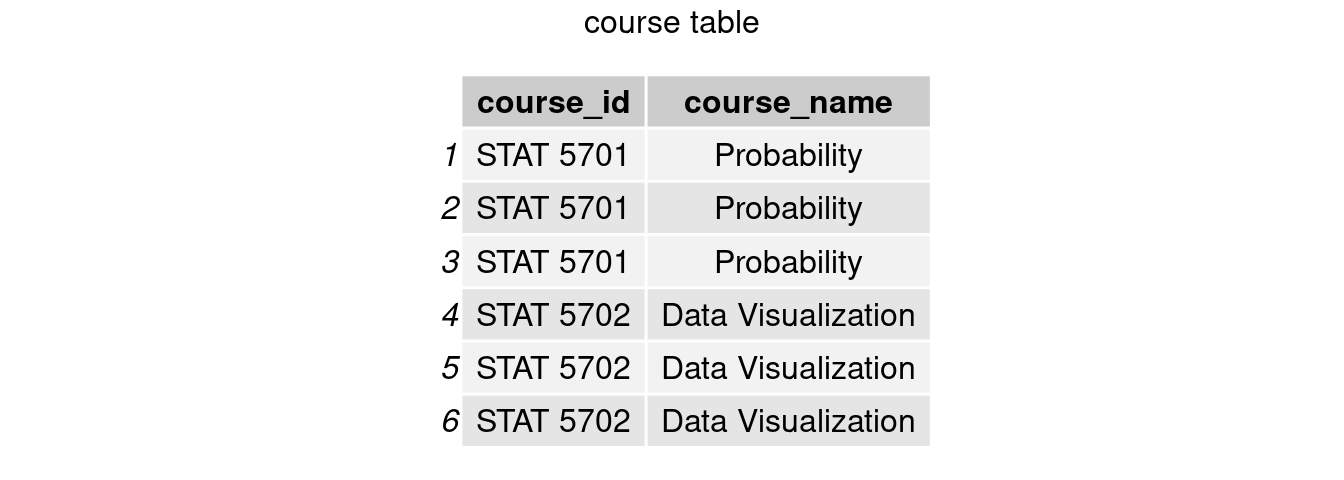 course table
course_id course_name
1 STAT 5701 Probability
2 STAT 5701 Probability
3 STAT 5701 Probability
4 STAT 5702 Data Visualization
5 STAT 5702 Data Visualization
6 STAT 5702 Data Visualization